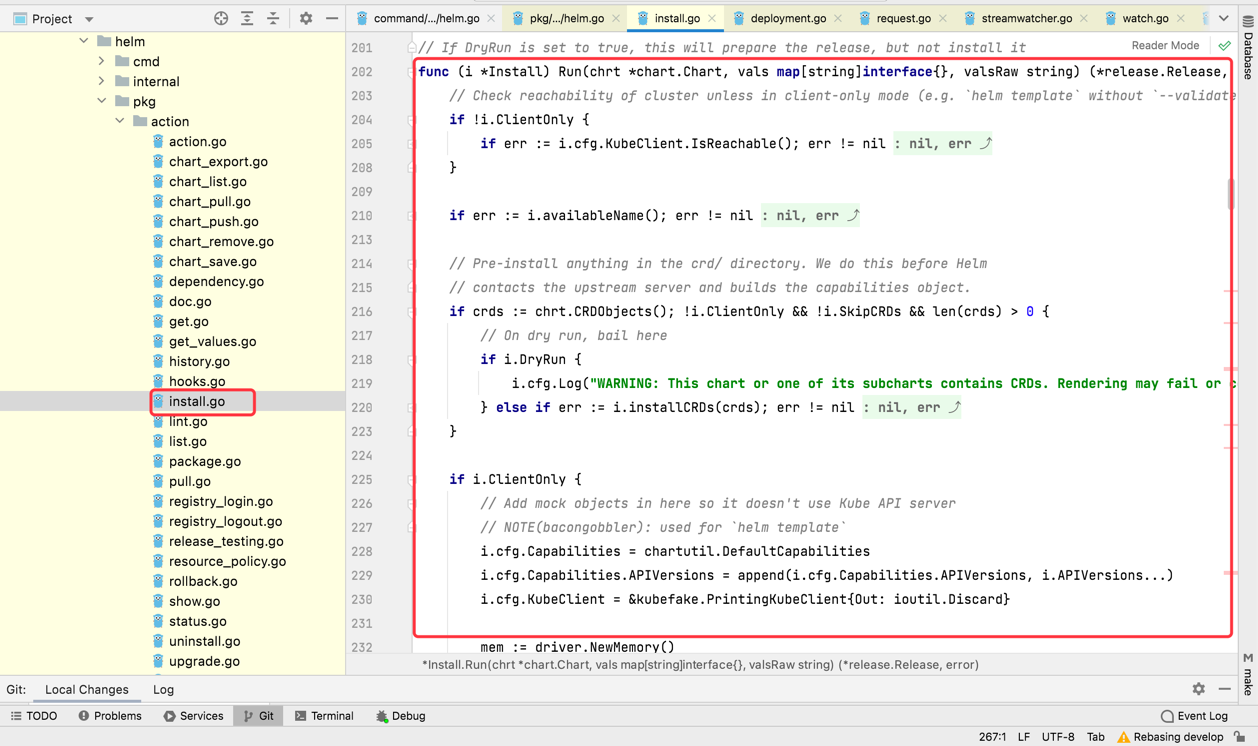 Project
command/.../helm.go
pkg/.../helm.go
install.go
deployment.go
request.go
streamwatcher.go
watch.go
helm
cmd
internal
pkg
action
action.go
chart_export.go
chart_list.go
chart_pull.go
chart_push.go
chart_remove.go
chart_save.go
dependency.go
doc.go
get.go
get_values.go
history.go
hooks.go
install.go
lint.go
list.go
package.go
pull.go
registry_login.go
registry_logout.go
release_testing.go
resource_policy.go
rollback.go
show.go
status.go
uninstall.go
upgrade.go
Reader Mode
201 // If DryRun is set to true, this will prepare the release, but not install it
202 func (i *Install) Run(chrt *chart.Chart, vals map[string]interface{}, valsRaw string) (*release.Release,
203 // Check reachability of cluster unless in client-only mode (e.g. `helm template` without `--validate
204 if !i.ClientOnly {
205 if err := i.cfg.KubeClient.IsReachable(); err != nil : nil, err
208 }
209
210 if err := i.availableName(); err != nil : nil, err
213
214 // Pre-install anything in the crd/ directory. We do this before Helm
215 // contacts the upstream server and builds the capabilities object.
216 if crds := chrt.CRDObjects(); !i.ClientOnly && !i.SkipCRDs && len(crds) > 0 {
217 // On dry run, bail here
218 if i.DryRun {
219 i.cfg.Log("WARNING: This chart or one of its subcharts contains CRDs. Rendering may fail or c
220 } else if err := i.installCRDs(crds); err != nil : nil, err
223 }
224
225 if i.ClientOnly {
226 // Add mock objects in here so it doesn't use Kube API server
227 // NOTE(bacongobbler): used for `helm template`
228 i.cfg.Capabilities = chartutil.DefaultCapabilities
229 i.cfg.Capabilities.APIVersions = append(i.cfg.Capabilities.APIVersions, i.APIVersions...)
230 i.cfg.KubeClient = &kubefake.PrintingKubeClient{Out: ioutil.Discard}
231
232 mem := driver.NewMemory()
*Install.Run(chrt *chart.Chart, vals map[string]interface{}, valsRaw string) (*release.Release, error)
Database
M make
Git: Local Changes Log
TODO Problems Services Git Terminal Debug Event Log
267:1 LF UTF-8 Tab Rebasing develop